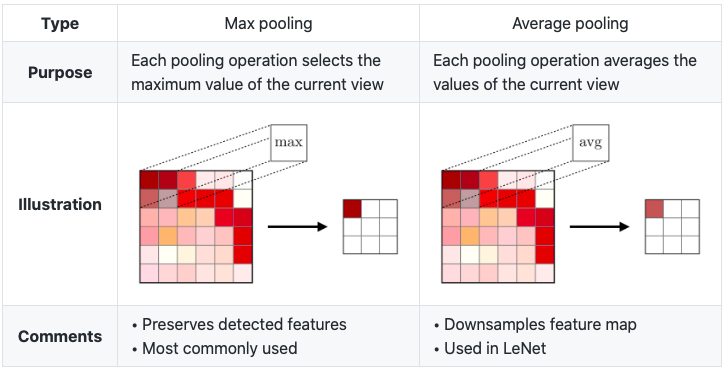 Type Max pooling Average pooling
Purpose Each pooling operation selects the maximum value of the current view Each pooling operation averages the values of the current view
Illustration max avg
Comments • Preserves detected features • Downsamples feature map
• Most commonly used • Used in LeNet